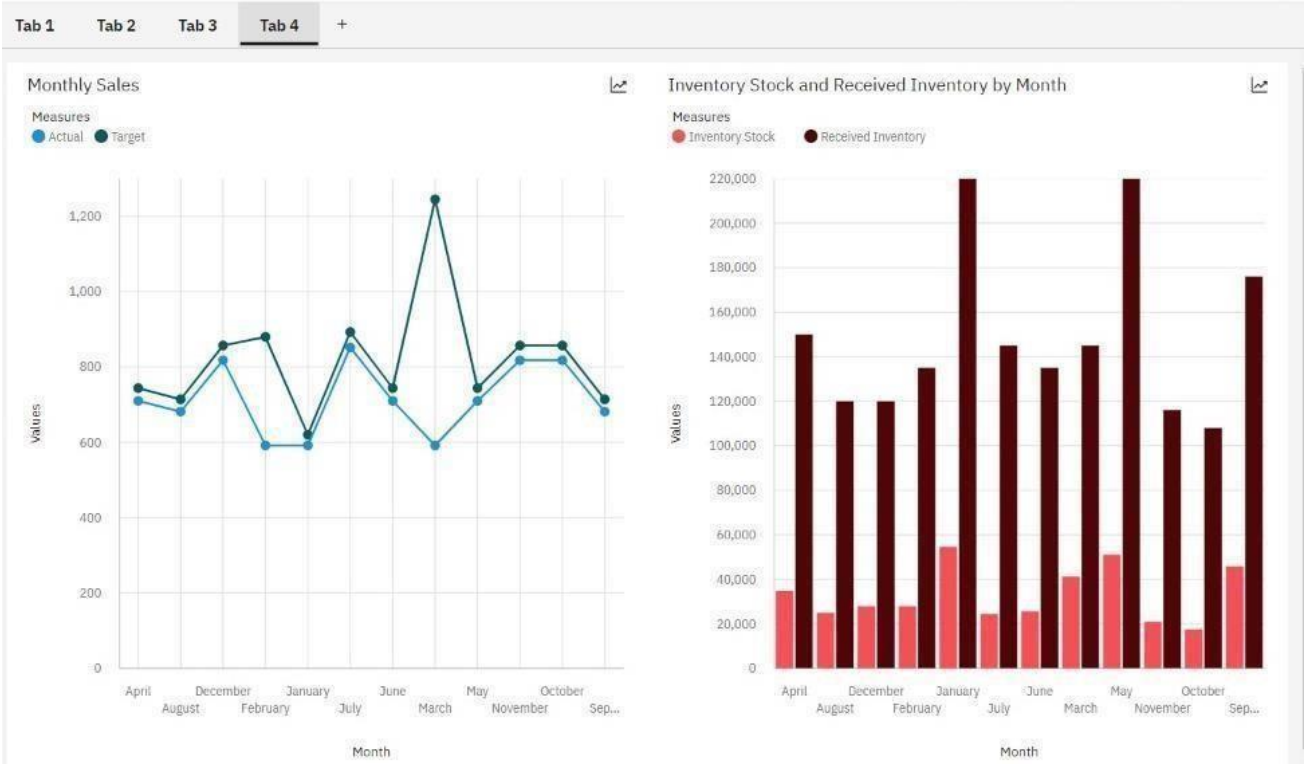 Tab 1 Tab 2 Tab 3 Tab 4 +
Monthly Sales
Measures
Actual Target
1,200
1,000
800
600
400
200
0
Values
April December January June May October
August February July March November Sep...
Month
Inventory Stock and Received Inventory by Month
Measures
Inventory Stock Received Inventory
220,000
200,000
180,000
160,000
140,000
120,000
100,000
80,000
60,000
40,000
20,000
0
Values
April December January June May October
August February July March November Sep...
Month